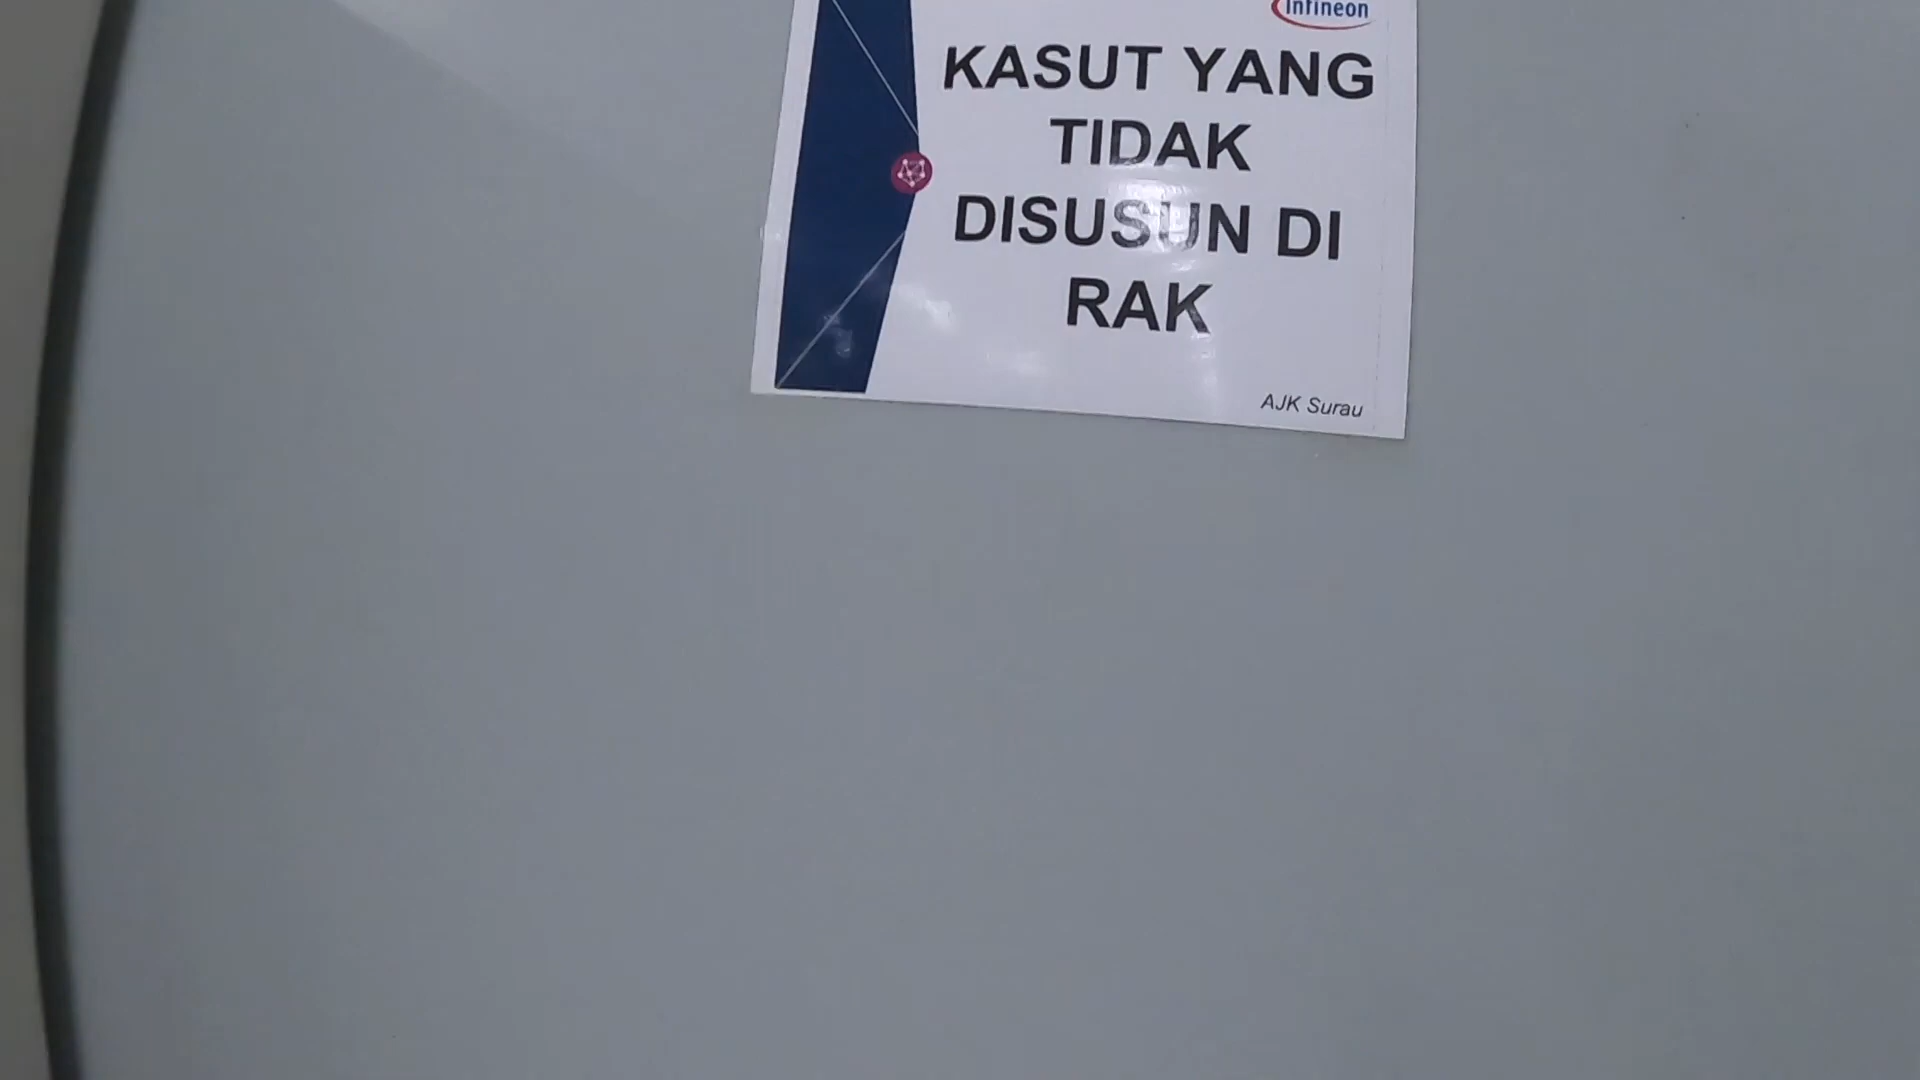 Infineon
KASUT YANG
TIDAK
DISUSUN DI
RAK
AJK Surau